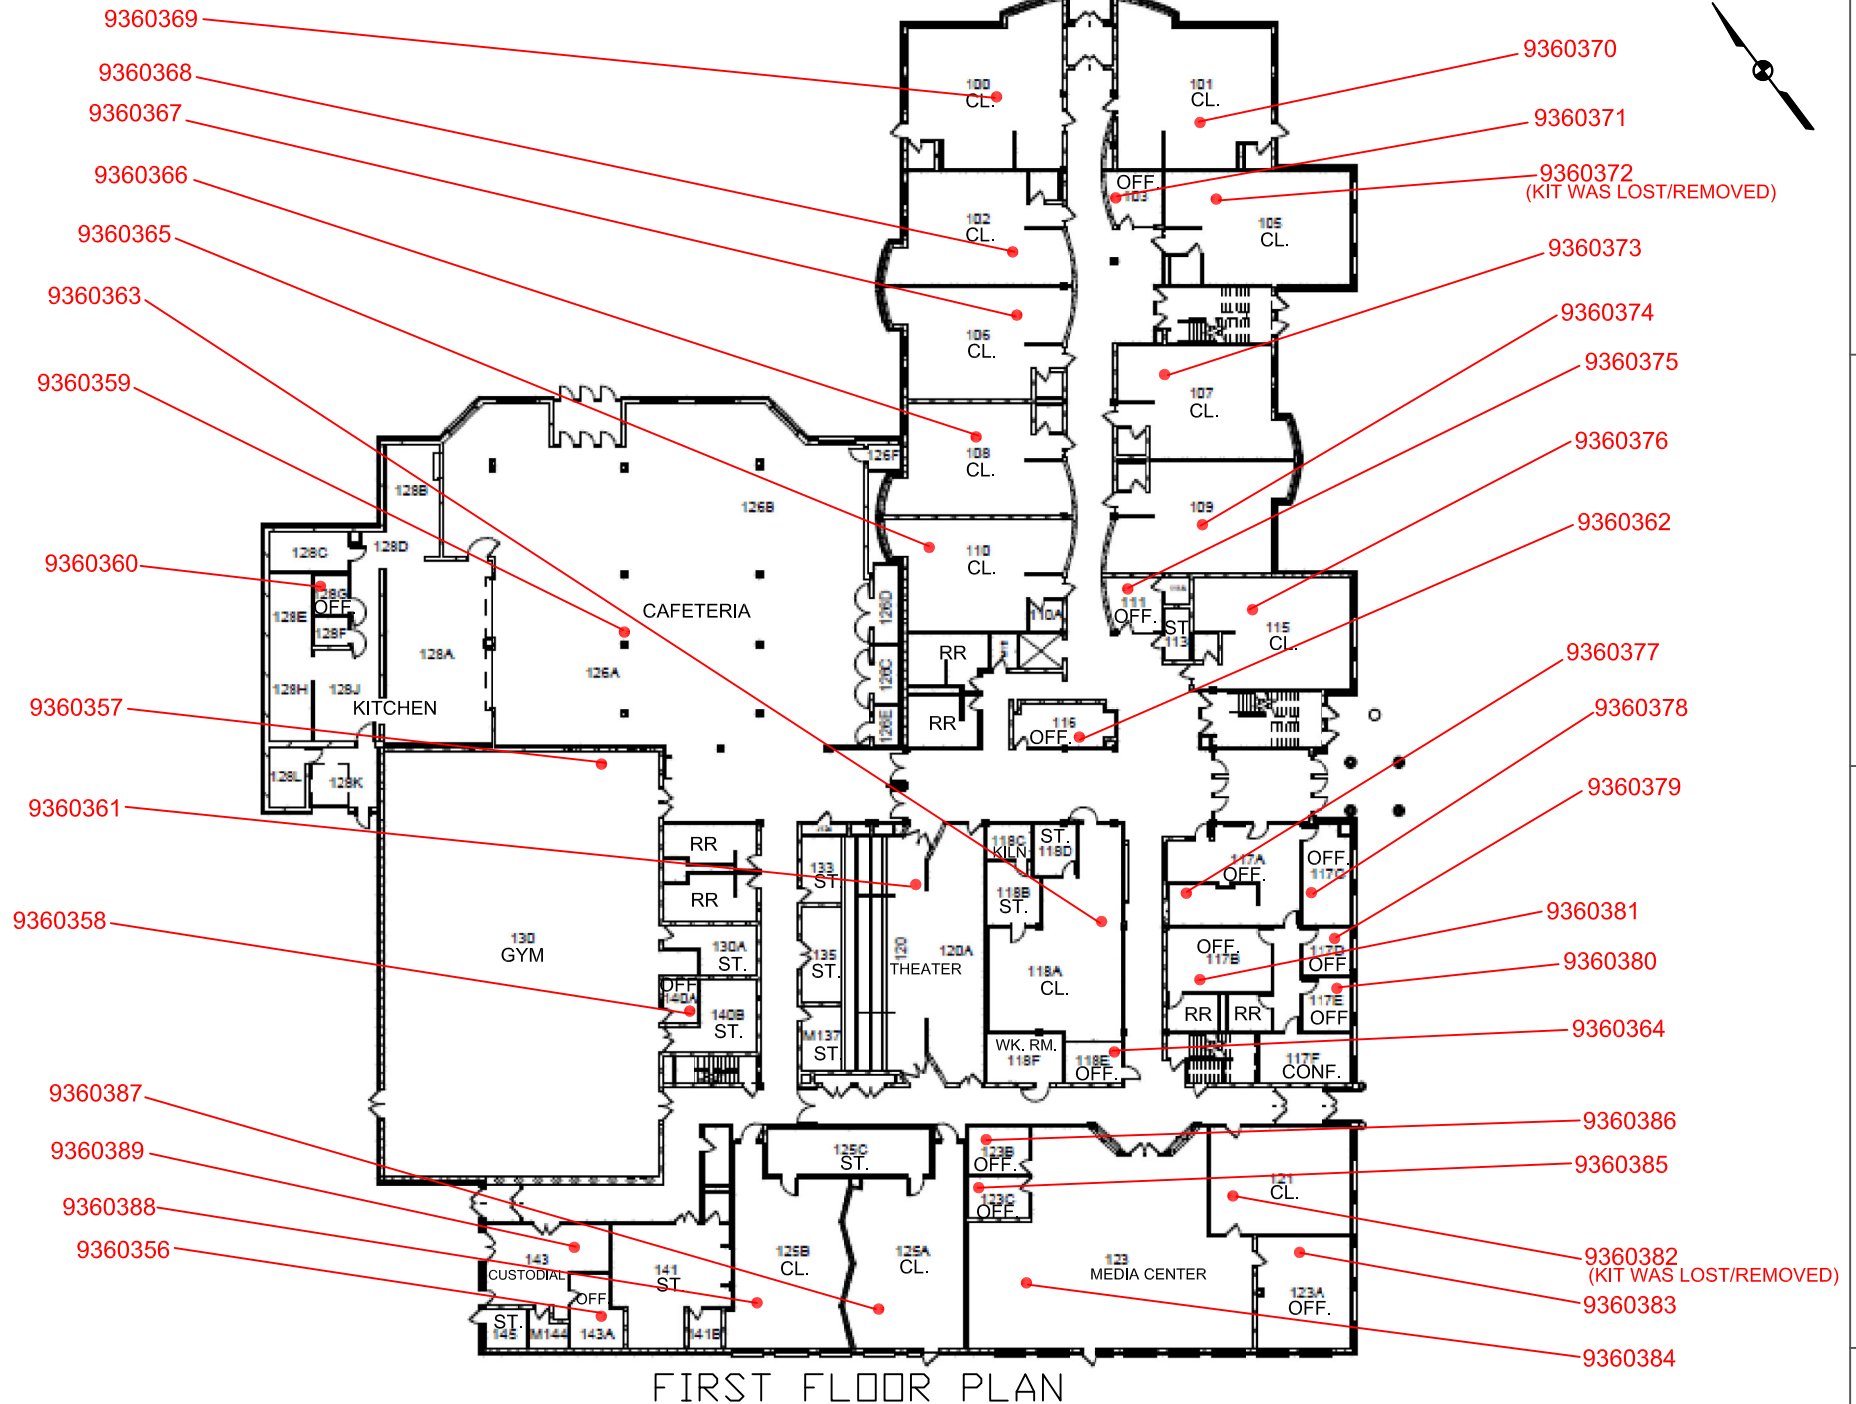 9360369
9360368
9360367
9360366
9360365
9360363
9360359
9360360
9360357
9360361
9360358
9360387
9360389
9360388
9360356
9360370
9360371
9360372
(KIT WAS LOST/REMOVED)
9360373
9360374
9360375
9360376
9360362
9360377
9360378
9360379
9360381
9360380
9360364
9360386
9360385
9360382
(KIT WAS LOST/REMOVED)
9360383
9360384
100
CL.
101
CL.
102
CL.
OFF.
103
105
CL.
106
CL.
107
CL.
108
CL.
109
110
CL.
110A
111
OFF.
ST
113
115
CL.
116
OFF.
RR
RR
126F
126B
CAFETERIA
126A
126D
126C
126E
128B
128C
128D
128G
OFF
128E
128F
128A
128H
128J
KITCHEN
128L
128K
130
GYM
RR
RR
130A
ST.
OFF
140A
140B
ST.
133
ST.
135
ST.
M137
ST.
120
120A
THEATER
118C
KILN
ST.
118D
118B
ST.
118A
CL.
WK. RM.
118F
118E
OFF.
117A
OFF.
OFF.
117C
OFF.
117B
117D
OFF
117E
OFF
RR
RR
117F
CONF.
125C
ST.
125B
CL.
125A
CL.
123B
OFF.
123C
OFF.
123
MEDIA CENTER
121
CL.
123A
OFF.
143
CUSTODIAL
141
ST.
OFF.
143A
ST.
145
M144
141B
FIRST FLOOR PLAN